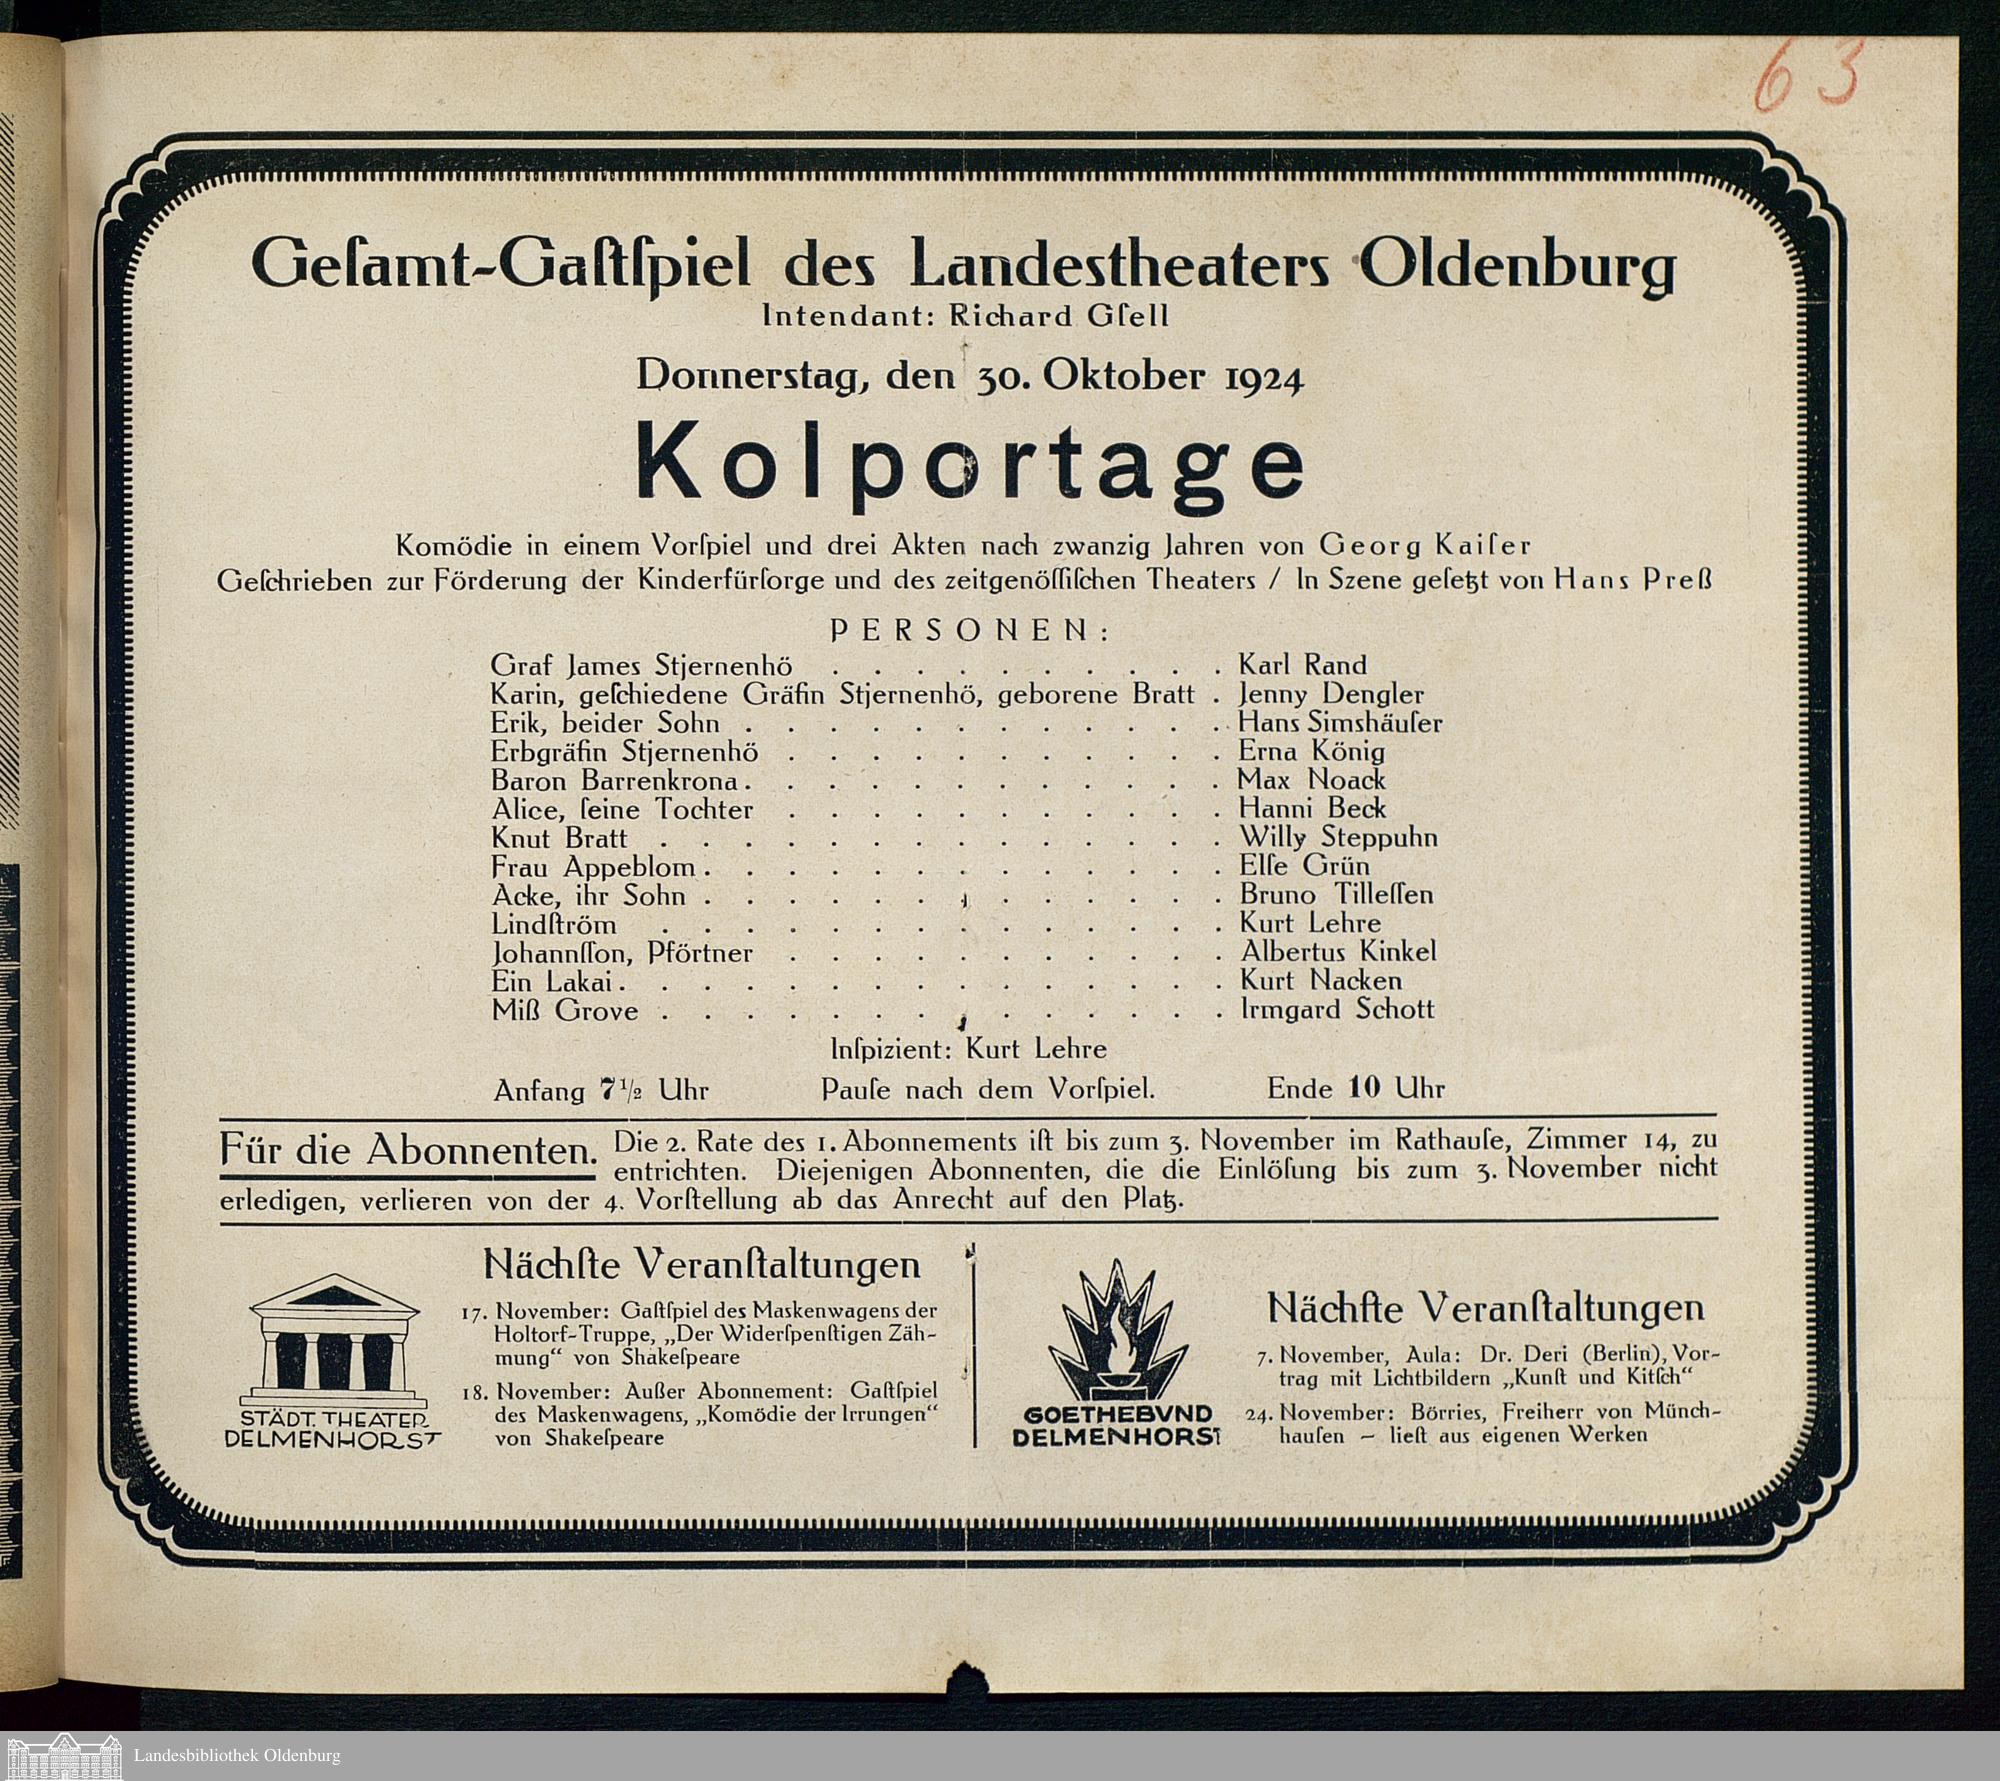 63
Geſamt-Gaſtſpiel des Landestheaters Oldenburg
Intendant: Richard Gſell
Donnerstag, den 30. Oktober 1924
Kolportage
Komödie in einem Vorſpiel und drei Akten nach zwanzig Jahren von Georg Kaiſer
Geſchrieben zur Förderung der Kinderfürſorge und des zeitgenöſſiſchen Theaters / In Szene geſetzt von Hans Preß
PERSONEN:
Graf James Stjernenhö . . . . . . . . . . Karl Rand
Karin, geſchiedene Gräfin Stjernenhö, geborene Bratt . Jenny Dengler
Erik, beider Sohn . . . . . . . . . . . . Hans Simshäuſer
Erbgräfin Stjernenhö . . . . . . . . . . . Erna König
Baron Barrenkrona . . . . . . . . . . . . Max Noack
Alice, ſeine Tochter . . . . . . . . . . . Hanni Beck
Knut Bratt . . . . . . . . . . . . . . Willy Steppuhn
Frau Appeblom . . . . . . . . . . . . . Elſe Grün
Acke, ihr Sohn . . . . . . . . . . . . . Bruno Tilleſſen
Lindſtröm . . . . . . . . . . . . . . Kurt Lehre
Johannſſon, Pförtner . . . . . . . . . . . Albertus Kinkel
Ein Lakai . . . . . . . . . . . . . . . Kurt Nacken
Miß Grove . . . . . . . . . . . . . . Irmgard Schott
Inſpizient: Kurt Lehre
Anfang 7½ Uhr Pauſe nach dem Vorſpiel. Ende 10 Uhr
Für die Abonnenten. Die 2. Rate des 1. Abonnements iſt bis zum 3. November im Rathauſe, Zimmer 14, zu
entrichten. Diejenigen Abonnenten, die die Einlöſung bis zum 3. November nicht
erledigen, verlieren von der 4. Vorſtellung ab das Anrecht auf den Platz.
Nächſte Veranſtaltungen
17. November: Gaſtſpiel des Maskenwagens der
Holtorf-Truppe, „Der Widerſpenſtigen Zäh-
mung“ von Shakeſpeare
18. November: Außer Abonnement: Gaſtſpiel
des Maskenwagens, „Komödie der Irrungen“
von Shakeſpeare
STÄDT. THEATER
DELMENHORST
Nächſte Veranſtaltungen
7. November, Aula: Dr. Deri (Berlin), Vor-
trag mit Lichtbildern „Kunſt und Kitſch“
24. November: Börries, Freiherr von Münch-
hauſen – lieſt aus eigenen Werken
GOETHEBVND
DELMENHORST
Landesbibliothek Oldenburg